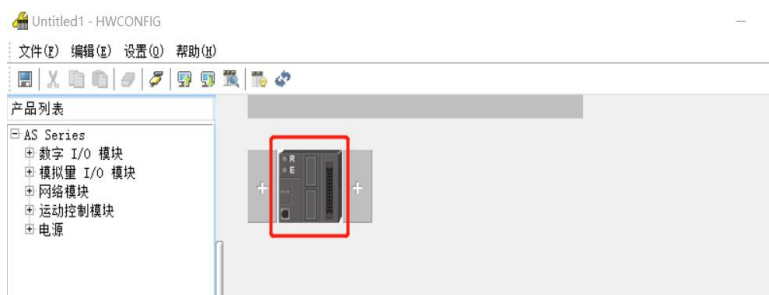 Untitled1 - HWCONFIG
文件(F) 编辑(E) 设置(O) 帮助(H)
产品列表
AS Series
数字 I/O 模块
模拟量 I/O 模块
网络模块
运动控制模块
电源
R
E